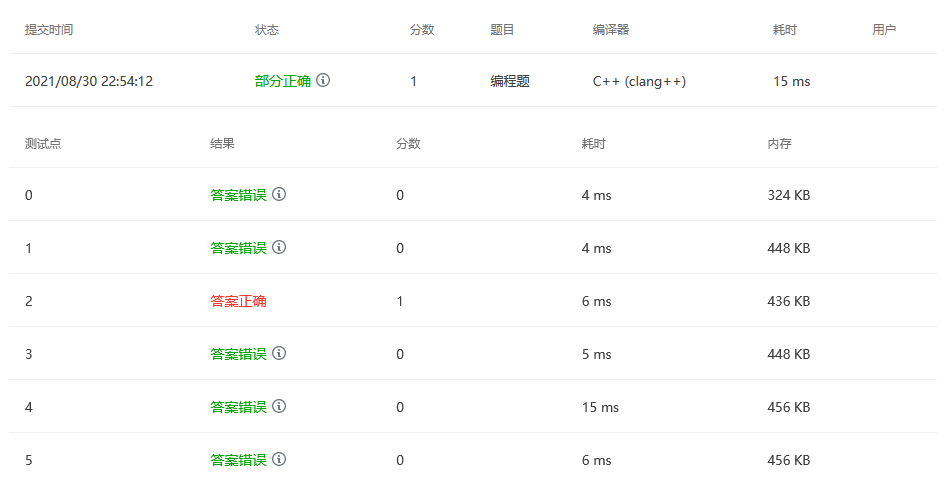 提交时间 状态 分数 题目 编译器 耗时 用户
2021/08/30 22:54:12 部分正确 1 编程题 C++ (clang++) 15 ms
测试点 结果 分数 耗时 内存
0 答案错误 0 4 ms 324 KB
1 答案错误 0 4 ms 448 KB
2 答案正确 1 6 ms 436 KB
3 答案错误 0 5 ms 448 KB
4 答案错误 0 15 ms 456 KB
5 答案错误 0 6 ms 456 KB